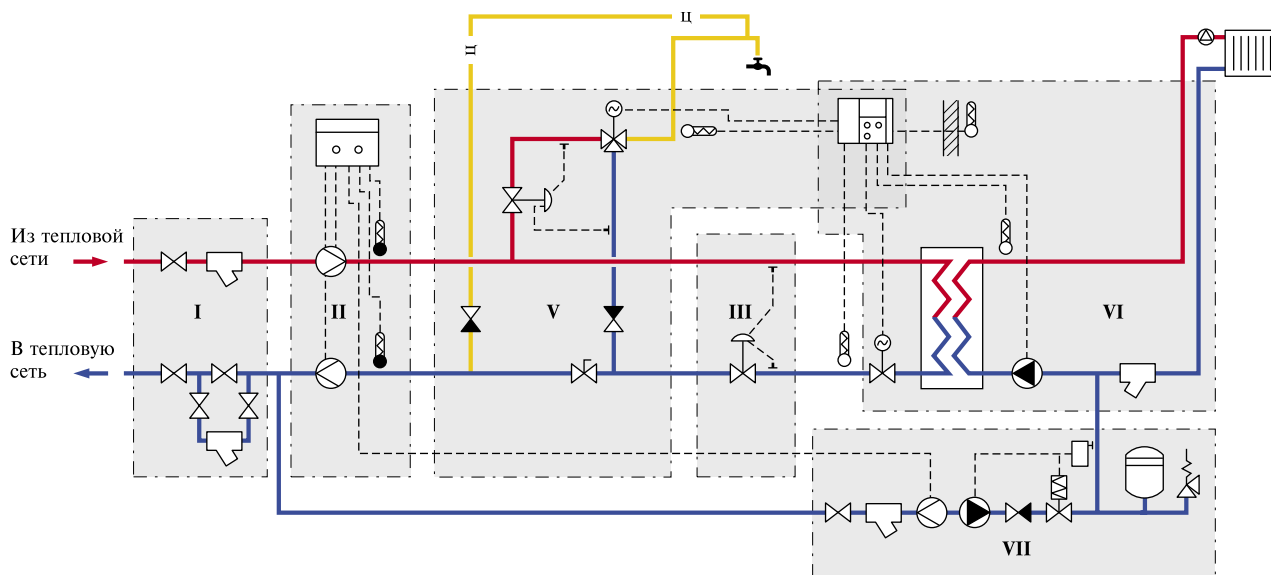 ц
ц
Из тепловой
сети
I
II
V
III
VI
В тепловую
сеть
VII